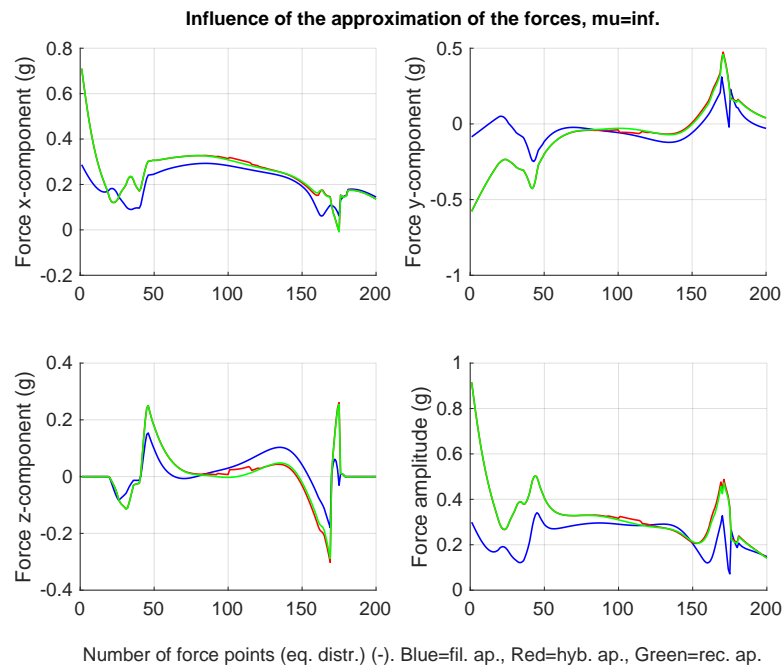 Influence of the approximation of the forces, mu=inf.
Force x-component (g)
0.8
0.6
0.4
0.2
0
-0.2
0 50 100 150 200
Force y-component (g)
0.5
0
-0.5
-1
0 50 100 150 200
Force z-component (g)
0.4
0.2
0
-0.2
-0.4
0 50 100 150 200
Force amplitude (g)
1
0.8
0.6
0.4
0.2
0
0 50 100 150 200
Number of force points (eq. distr.) (-). Blue=fil. ap., Red=hyb. ap., Green=rec. ap.